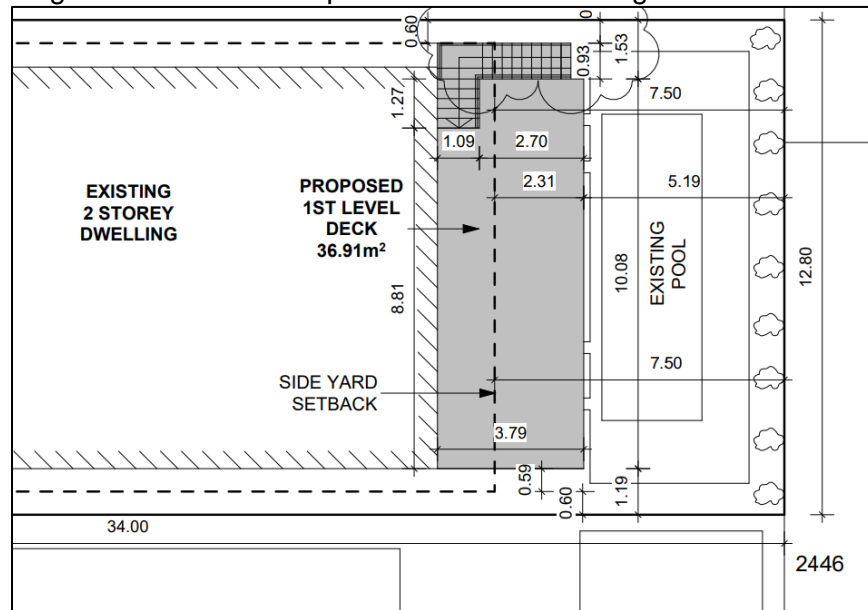 0.60
0.93
1.53
7.50
1.27
1.09
2.70
2.31
5.19
EXISTING
2 STOREY
DWELLING
PROPOSED
1ST LEVEL
DECK
36.91m²
8.81
10.08
EXISTING
POOL
12.80
SIDE YARD
SETBACK
7.50
3.79
0.59
0.60
1.19
34.00
2446